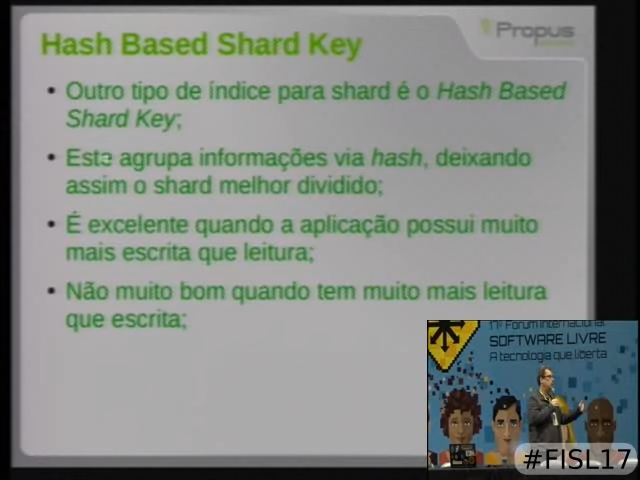 Hash Based Shard Key
Propus
• Outro tipo de índice para shard é o Hash Based
Shard Key;
• Este agrupa informações via hash, deixando
assim o shard melhor dividido;
• É excelente quando a aplicação possui muito
mais escrita que leitura;
• Não muito bom quando tem muito mais leitura
que escrita;
17º Fórum Internacional
SOFTWARE LIVRE
A tecnologia que liberta
#FISL17